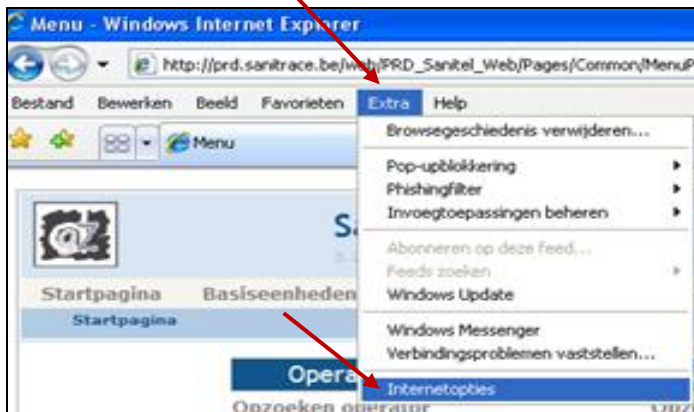 Menu - Windows Internet Explorer
http://prd.sanitrace.be/web/PRD_Sanitel_Web/Pages/Common/MenuP
Bestand Bewerken Beeld Favorieten Extra Help
Menu
Browsegeschiedenis verwijderen...
Pop-upblokkering
Phishingfilter
Invoegtoepassingen beheren
Abonneren op deze feed...
Feeds zoeken
Windows Update
Windows Messenger
Verbindingsproblemen vaststellen...
Internetopties
Startpagina Basiseenheden
Startpagina
Opera
Opzoeken operator